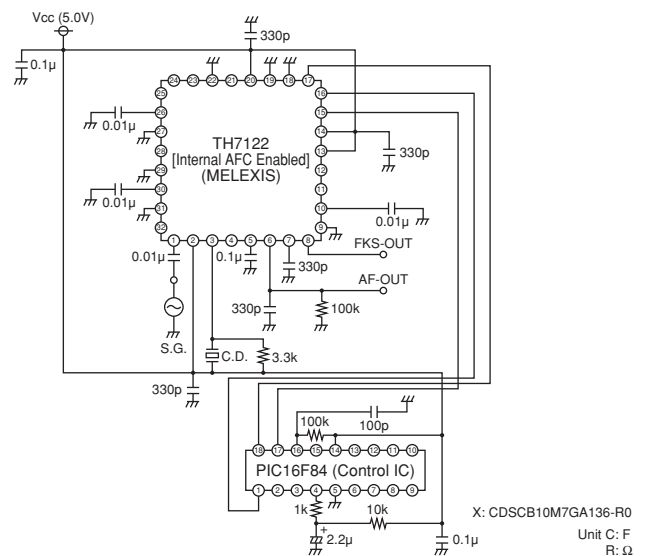 Vcc (5.0V)
330p
0.1µ
24 23 22 21 20 19 18 17
25 16
26 15
0.01µ
27 14
28 13
330p
TH7122
[Internal AFC Enabled]
(MELEXIS)
29 12
30 11
0.01µ
31 10
0.01µ
32 9
1 2 3 4 5 6 7 8
FKS-OUT
0.01µ
0.1µ
330p
AF-OUT
330p
100k
S.G.
C.D.
3.3k
330p
100k
100p
18 17 16 15 14 13 12 11 10
PIC16F84 (Control IC)
1 2 3 4 5 6 7 8 9
1k
10k
+
2.2µ
0.1µ
X: CDSCB10M7GA136-R0
Unit C: F
R: Ω